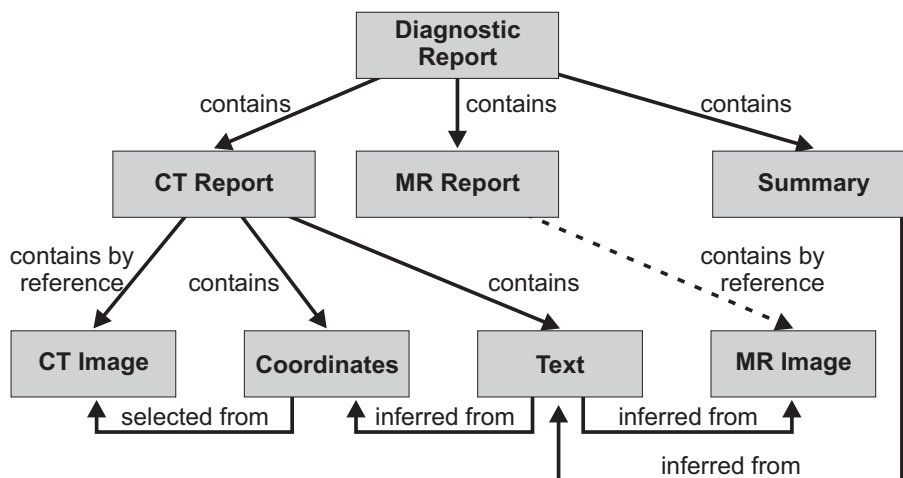 Diagnostic
Report
contains
contains
contains
CT Report
MR Report
Summary
contains by
reference
contains
contains
contains by
reference
CT Image
Coordinates
Text
MR Image
selected from
inferred from
inferred from
inferred from